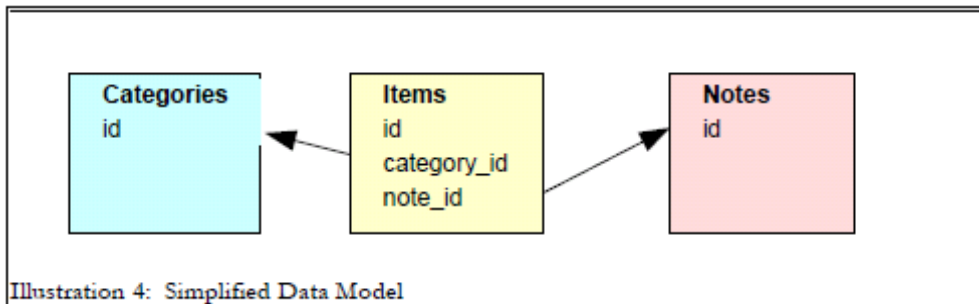 Categories
id
Items
id
category_id
note_id
Notes
id
Illustration 4: Simplified Data Model